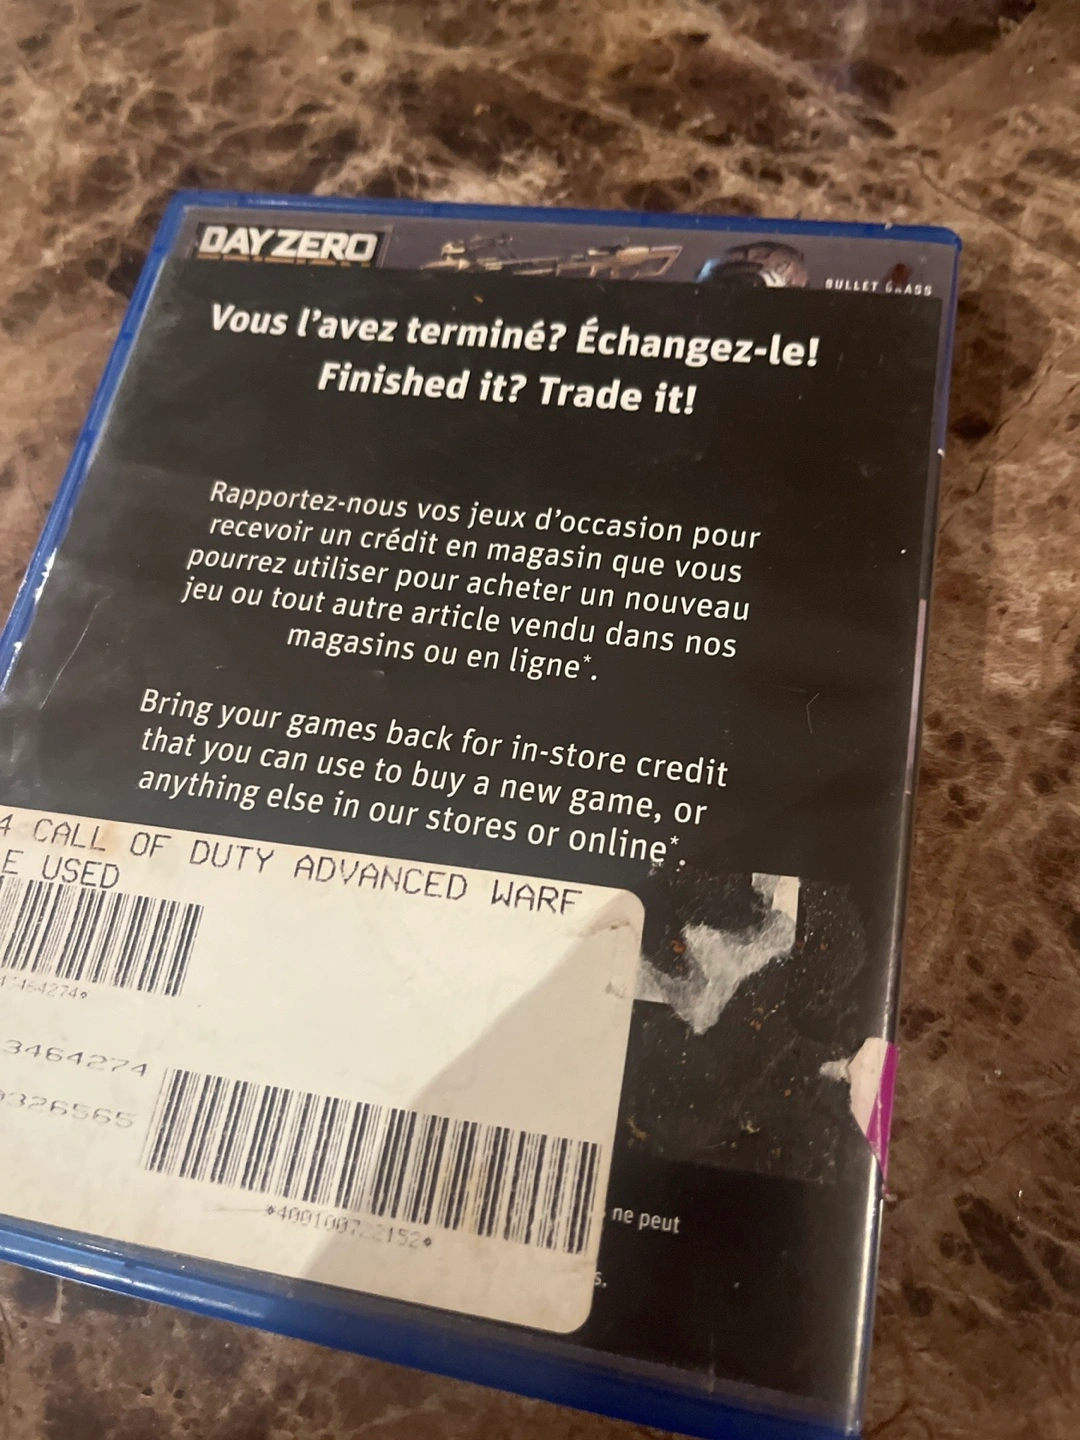 DAY ZERO
BULLET BRASS
Vous l'avez terminé? Échangez-le!
Finished it? Trade it!
Rapportez-nous vos jeux d'occasion pour
recevoir un crédit en magasin que vous
pourrez utiliser pour acheter un nouveau
jeu ou tout autre article vendu dans nos
magasins ou en ligne*.
Bring your games back for in-store credit
that you can use to buy a new game, or
anything else in our stores or online*.
4 CALL OF DUTY ADVANCED WARF
E USED
3464274
ne peut
s.